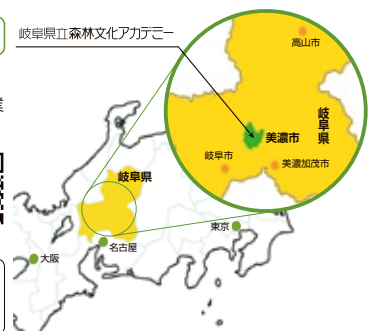 岐阜県立森林文化アカデミー
高山市
岐阜県
美濃市
岐阜市
美濃加茂市
業
岐阜県
東京
名古屋
大阪